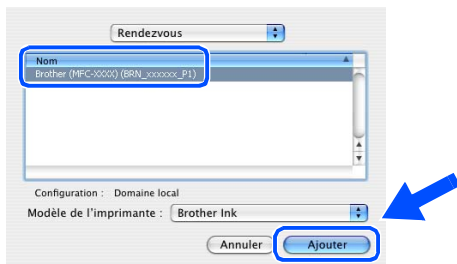 Rendezvous
Nom
Brother (MFC-XXXX) (BRN_xxxxxx_P1)
Configuration : Domaine local
Modèle de l'imprimante : Brother Ink
Annuler Ajouter